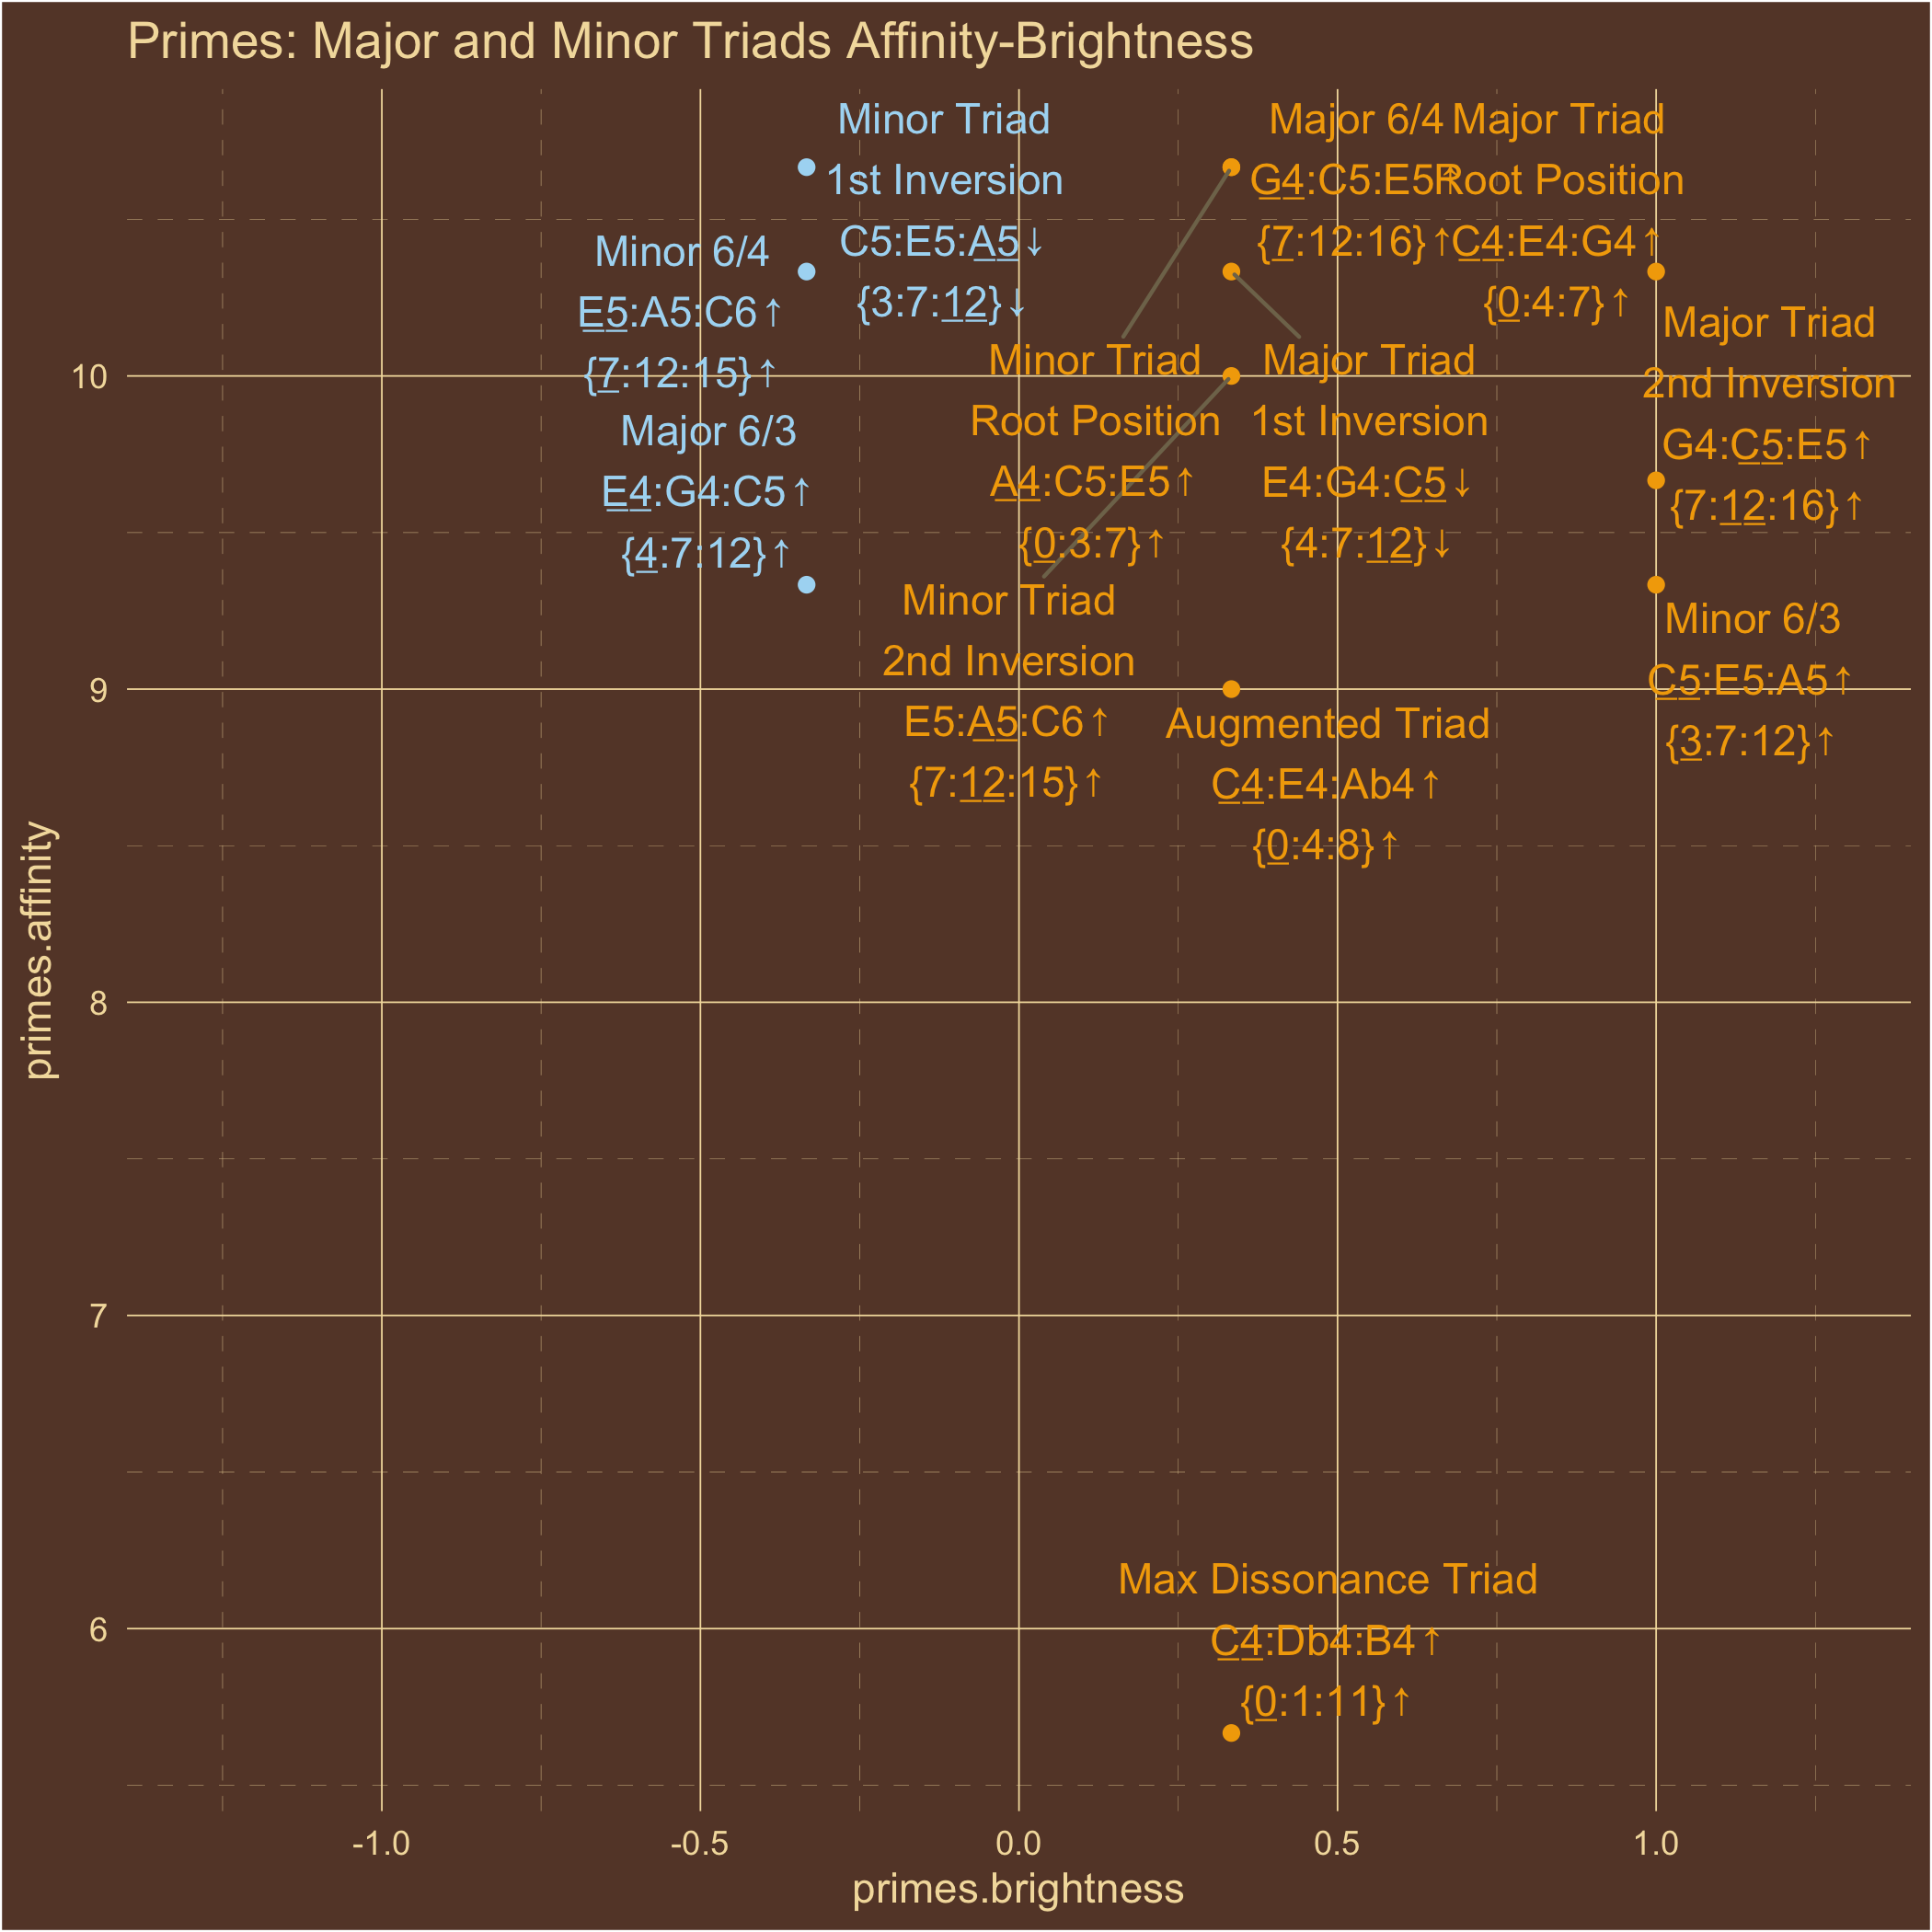 Primes: Major and Minor Triads Affinity-Brightness
Minor Triad
1st Inversion
C5:E5:A5↓
{3:7:12}↓
Major 6/4
G4:C5:E5↑
{7:12:16}↑
Major Triad
Root Position
C4:E4:G4↑
{0:4:7}↑
Minor 6/4
E5:A5:C6↑
{7:12:15}↑
Major Triad
2nd Inversion
G4:C5:E5↑
{7:12:16}↑
Minor Triad
Root Position
A4:C5:E5↑
{0:3:7}↑
Major Triad
1st Inversion
E4:G4:C5↓
{4:7:12}↓
Major 6/3
E4:G4:C5↑
{4:7:12}↑
Minor Triad
2nd Inversion
E5:A5:C6↑
{7:12:15}↑
Minor 6/3
C5:E5:A5↑
{3:7:12}↑
Augmented Triad
C4:E4:Ab4↑
{0:4:8}↑
Max Dissonance Triad
C4:Db4:B4↑
{0:1:11}↑
10
9
8
7
6
primes.affinity
-1.0
-0.5
0.0
0.5
1.0
primes.brightness